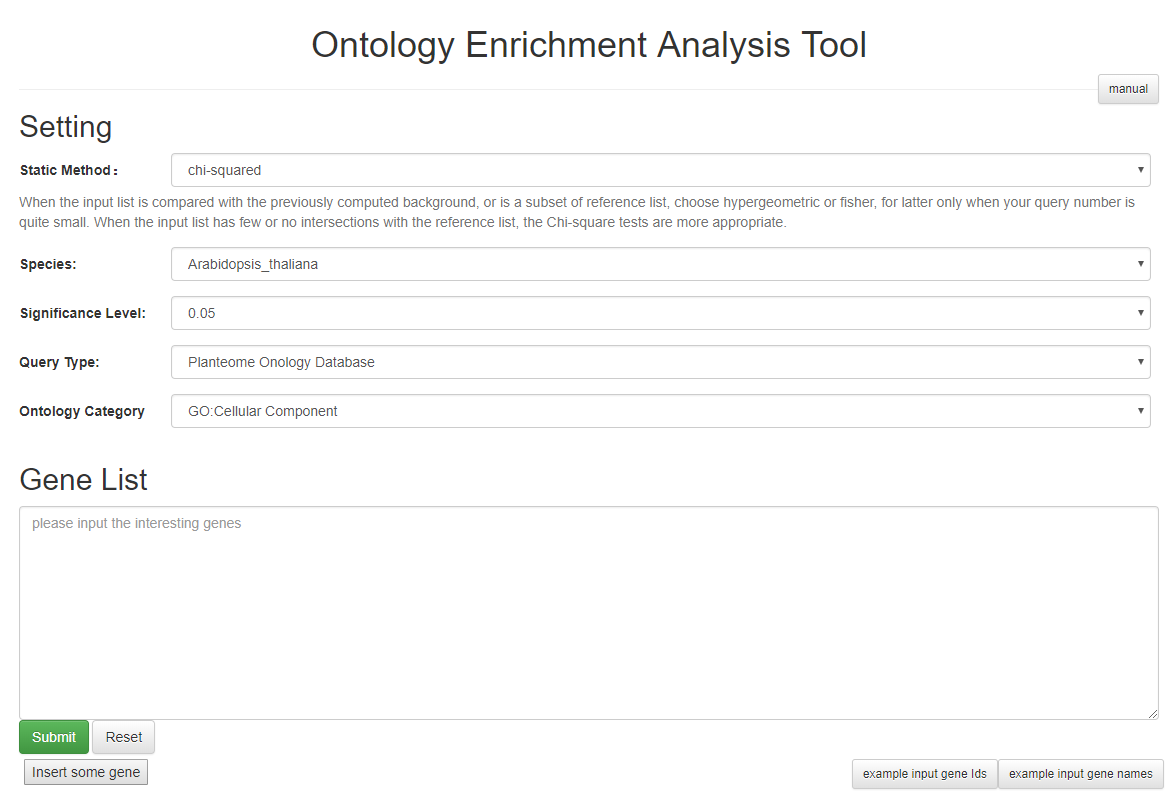 Ontology Enrichment Analysis Tool
manual
Setting
Static Method：
chi-squared
When the input list is compared with the previously computed background, or is a subset of reference list, choose hypergeometric or fisher, for latter only when your query number is
quite small. When the input list has few or no intersections with the reference list, the Chi-square tests are more appropriate.
Species:
Arabidopsis_thaliana
Significance Level:
0.05
Query Type:
Planteome Onology Database
Ontology Category
GO:Cellular Component
Gene List
please input the interesting genes
Submit
Reset
Insert some gene
example input gene Ids
example input gene names